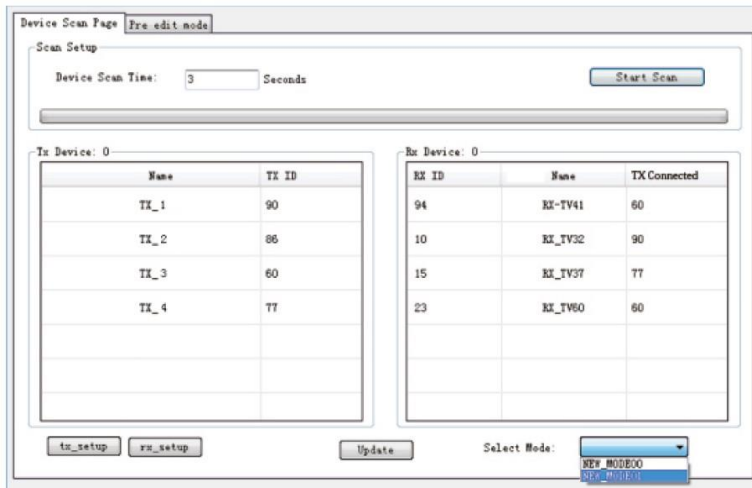 Device Scan Page Pre edit mode
Scan Setup
Device Scan Time: 3 Seconds Start Scan
Tx Device: 0 Rx Device: 0
Name TX ID RX ID Name TX Connected
TX_1 90 94 RX-TV41 60
TX_2 86 10 RX_TV32 90
TX_3 60 15 RX_TV37 77
TX_4 77 23 RX_TV60 60
tx_setup rx_setup Update Select Mode:
NEW_MODE00
NEW_MODE01